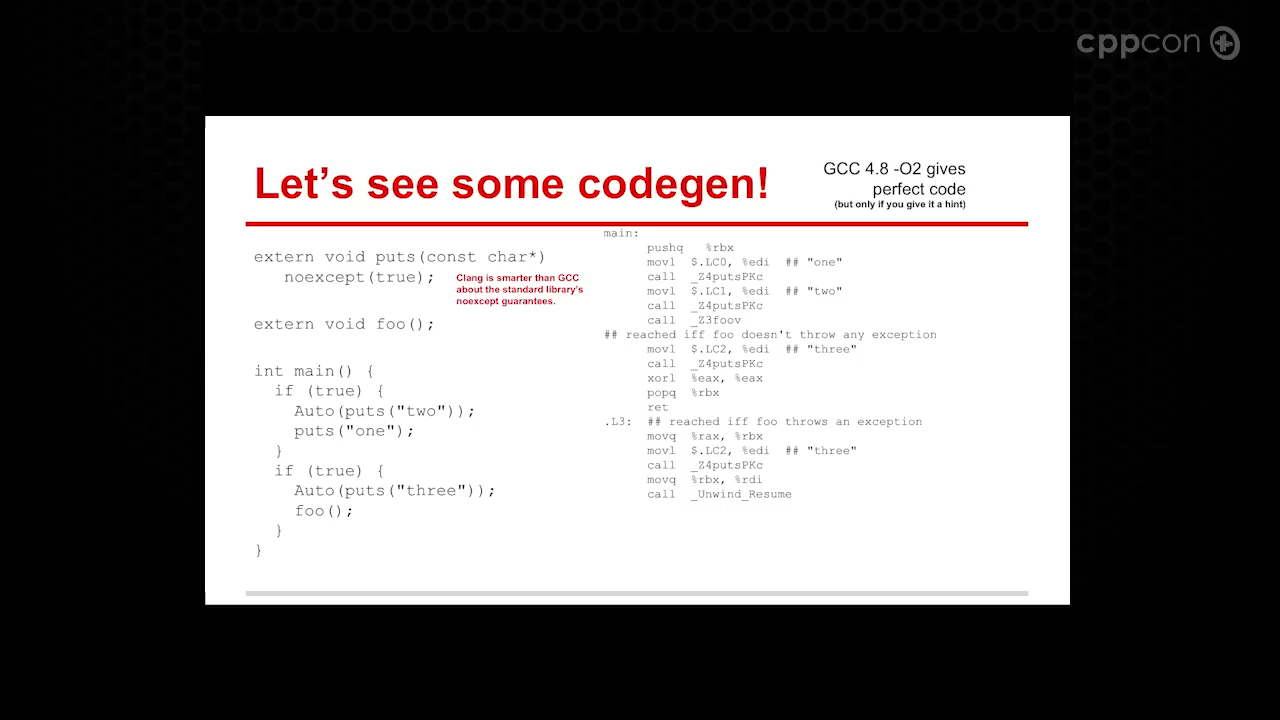 cppcon
Let's see some codegen!
GCC 4.8 -O2 gives
perfect code
(but only if you give it a hint)
extern void puts(const char*)
noexcept(true);
Clang is smarter than GCC
about the standard library's
noexcept guarantees.
extern void foo();
int main() {
if (true) {
Auto(puts("two"));
puts("one");
}
if (true) {
Auto(puts("three"));
foo();
}
}
main:
pushq %rbx
movl $.LC0, %edi ## "one"
call _Z4putsPKc
movl $.LC1, %edi ## "two"
call _Z4putsPKc
call _Z3foov
## reached iff foo doesn't throw any exception
movl $.LC2, %edi ## "three"
call _Z4putsPKc
xorl %eax, %eax
popq %rbx
ret
.L3: ## reached iff foo throws an exception
movq %rax, %rbx
movl $.LC2, %edi ## "three"
call _Z4putsPKc
movq %rbx, %rdi
call _Unwind_Resume